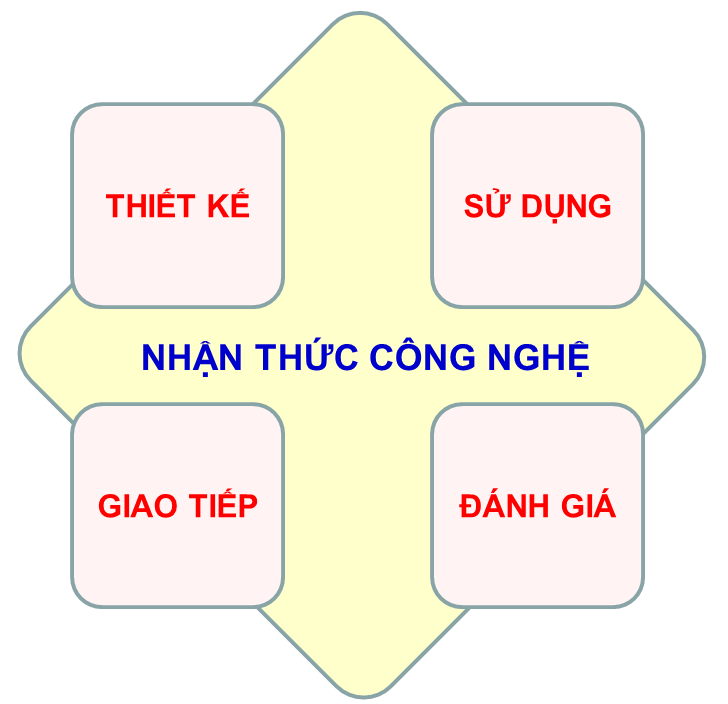 THIẾT KẾ
SỬ DỤNG
NHẬN THỨC CÔNG NGHỆ
GIAO TIẾP
ĐÁNH GIÁ